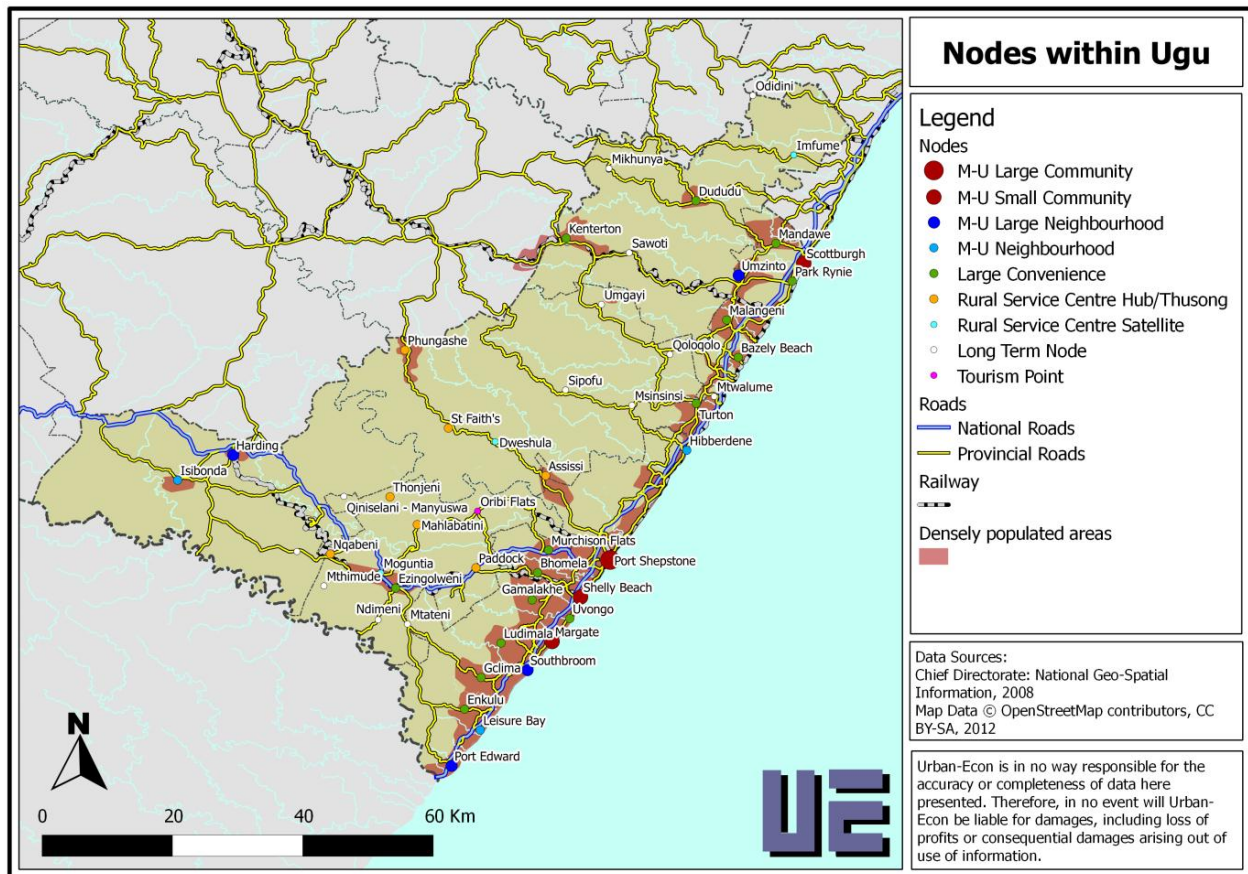 Nodes within Ugu
Legend
Nodes
M-U Large Community
M-U Small Community
M-U Large Neighbourhood
M-U Neighbourhood
Large Convenience
Rural Service Centre Hub/Thusong
Rural Service Centre Satellite
Long Term Node
Tourism Point
Roads
National Roads
Provincial Roads
Railway
Densely populated areas
Data Sources:
Chief Directorate: National Geo-Spatial
Information, 2008
Map Data © OpenStreetMap contributors, CC
BY-SA, 2012
Urban-Econ is in no way responsible for the
accuracy or completeness of data here
presented. Therefore, in no event will Urban-
Econ be liable for damages, including loss of
profits or consequential damages arising out of
use of information.
Odidini
Imfume
Mikhunya
Dududu
Kenterton
Mandawe
Sawoti
Scottburgh
Umzinto
Park Rynie
Umgayi
Malangeni
Phungashe
Qoloqolo
Bazely Beach
Sipofu
Mtwalume
Msinsinsi
Turton
St Faith's
Dweshula
Hibberdene
Harding
Isibonda
Assissi
Thonjeni
Qiniselani - Manyuswa
Oribi Flats
Mahlabatini
Nqabeni
Murchison Flats
Moguntia
Paddock
Bhomela
Port Shepstone
Mthimude
Ezingolweni
Gamalakhe
Shelly Beach
Uvongo
Ndimeni
Mtateni
Ludimala
Margate
Southbroom
Gclima
Enkulu
Leisure Bay
Port Edward
N
0
20
40
60 Km
UE